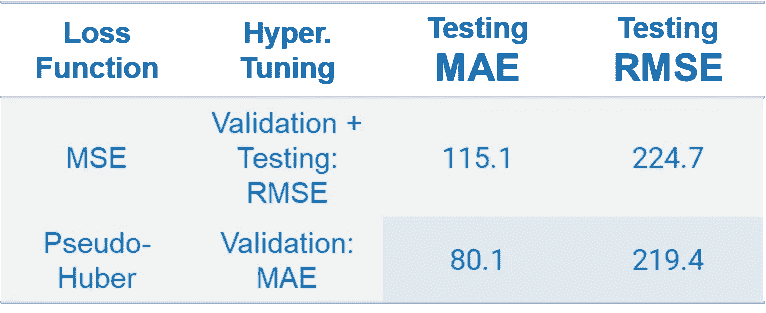 Loss Function
Hyper. Tuning
Testing MAE
Testing RMSE
MSE
Validation +
Testing:
RMSE
115.1
224.7
Pseudo-
Huber
Validation:
MAE
80.1
219.4